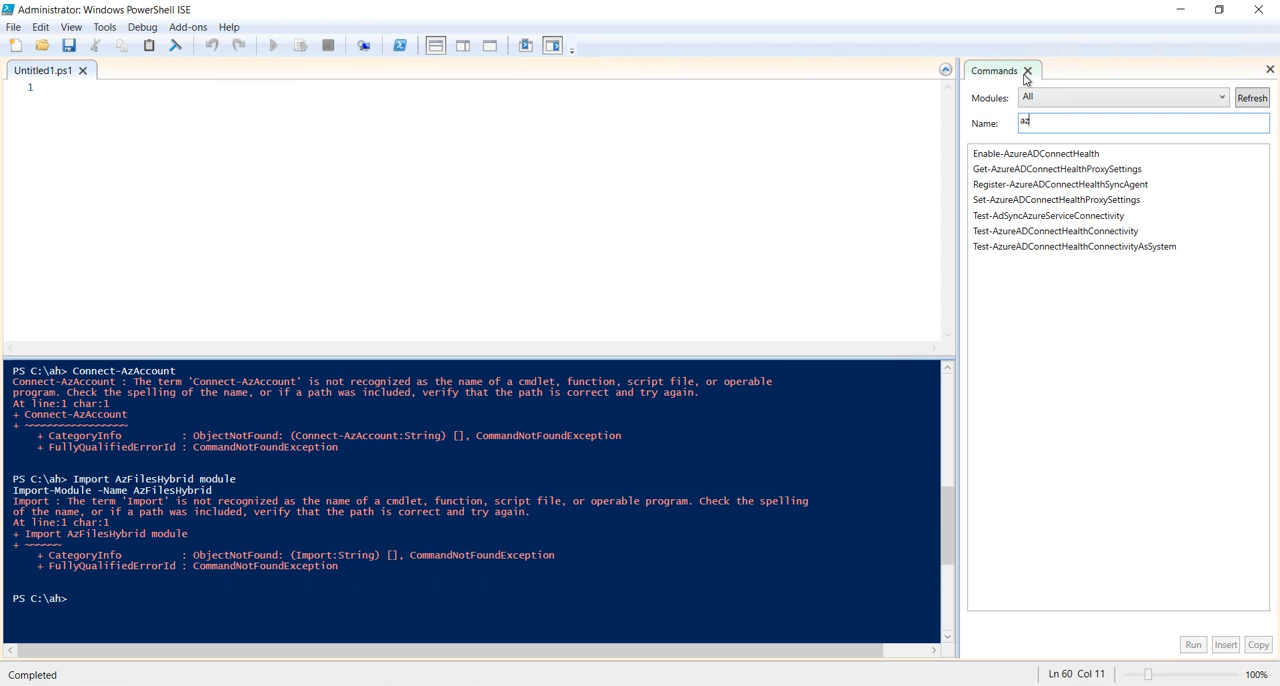 Administrator: Windows PowerShell ISE
File Edit View Tools Debug Add-ons Help
Untitled1.ps1
1
Commands
Modules: All Refresh
Name: az
Enable-AzureADConnectHealth
Get-AzureADConnectHealthProxySettings
Register-AzureADConnectHealthSyncAgent
Set-AzureADConnectHealthProxySettings
Test-AdSyncAzureServiceConnectivity
Test-AzureADConnectHealthConnectivity
Test-AzureADConnectHealthConnectivityAsSystem
PS C:\ah> Connect-AzAccount
Connect-AzAccount : The term 'Connect-AzAccount' is not recognized as the name of a cmdlet, function, script file, or operable
program. Check the spelling of the name, or if a path was included, verify that the path is correct and try again.
At line:1 char:1
+ Connect-AzAccount
+ ~~~~~~~~~~~~~~~~~
+ CategoryInfo : ObjectNotFound: (Connect-AzAccount:String) [], CommandNotFoundException
+ FullyQualifiedErrorId : CommandNotFoundException
PS C:\ah> Import AzFilesHybrid module
Import-Module -Name AzFilesHybrid
Import : The term 'Import' is not recognized as the name of a cmdlet, function, script file, or operable program. Check the spelling
of the name, or if a path was included, verify that the path is correct and try again.
At line:1 char:1
+ Import AzFilesHybrid module
+ ~~~~~~
+ CategoryInfo : ObjectNotFound: (Import:String) [], CommandNotFoundException
+ FullyQualifiedErrorId : CommandNotFoundException
PS C:\ah>
Run Insert Copy
Completed Ln 60 Col 11 100%